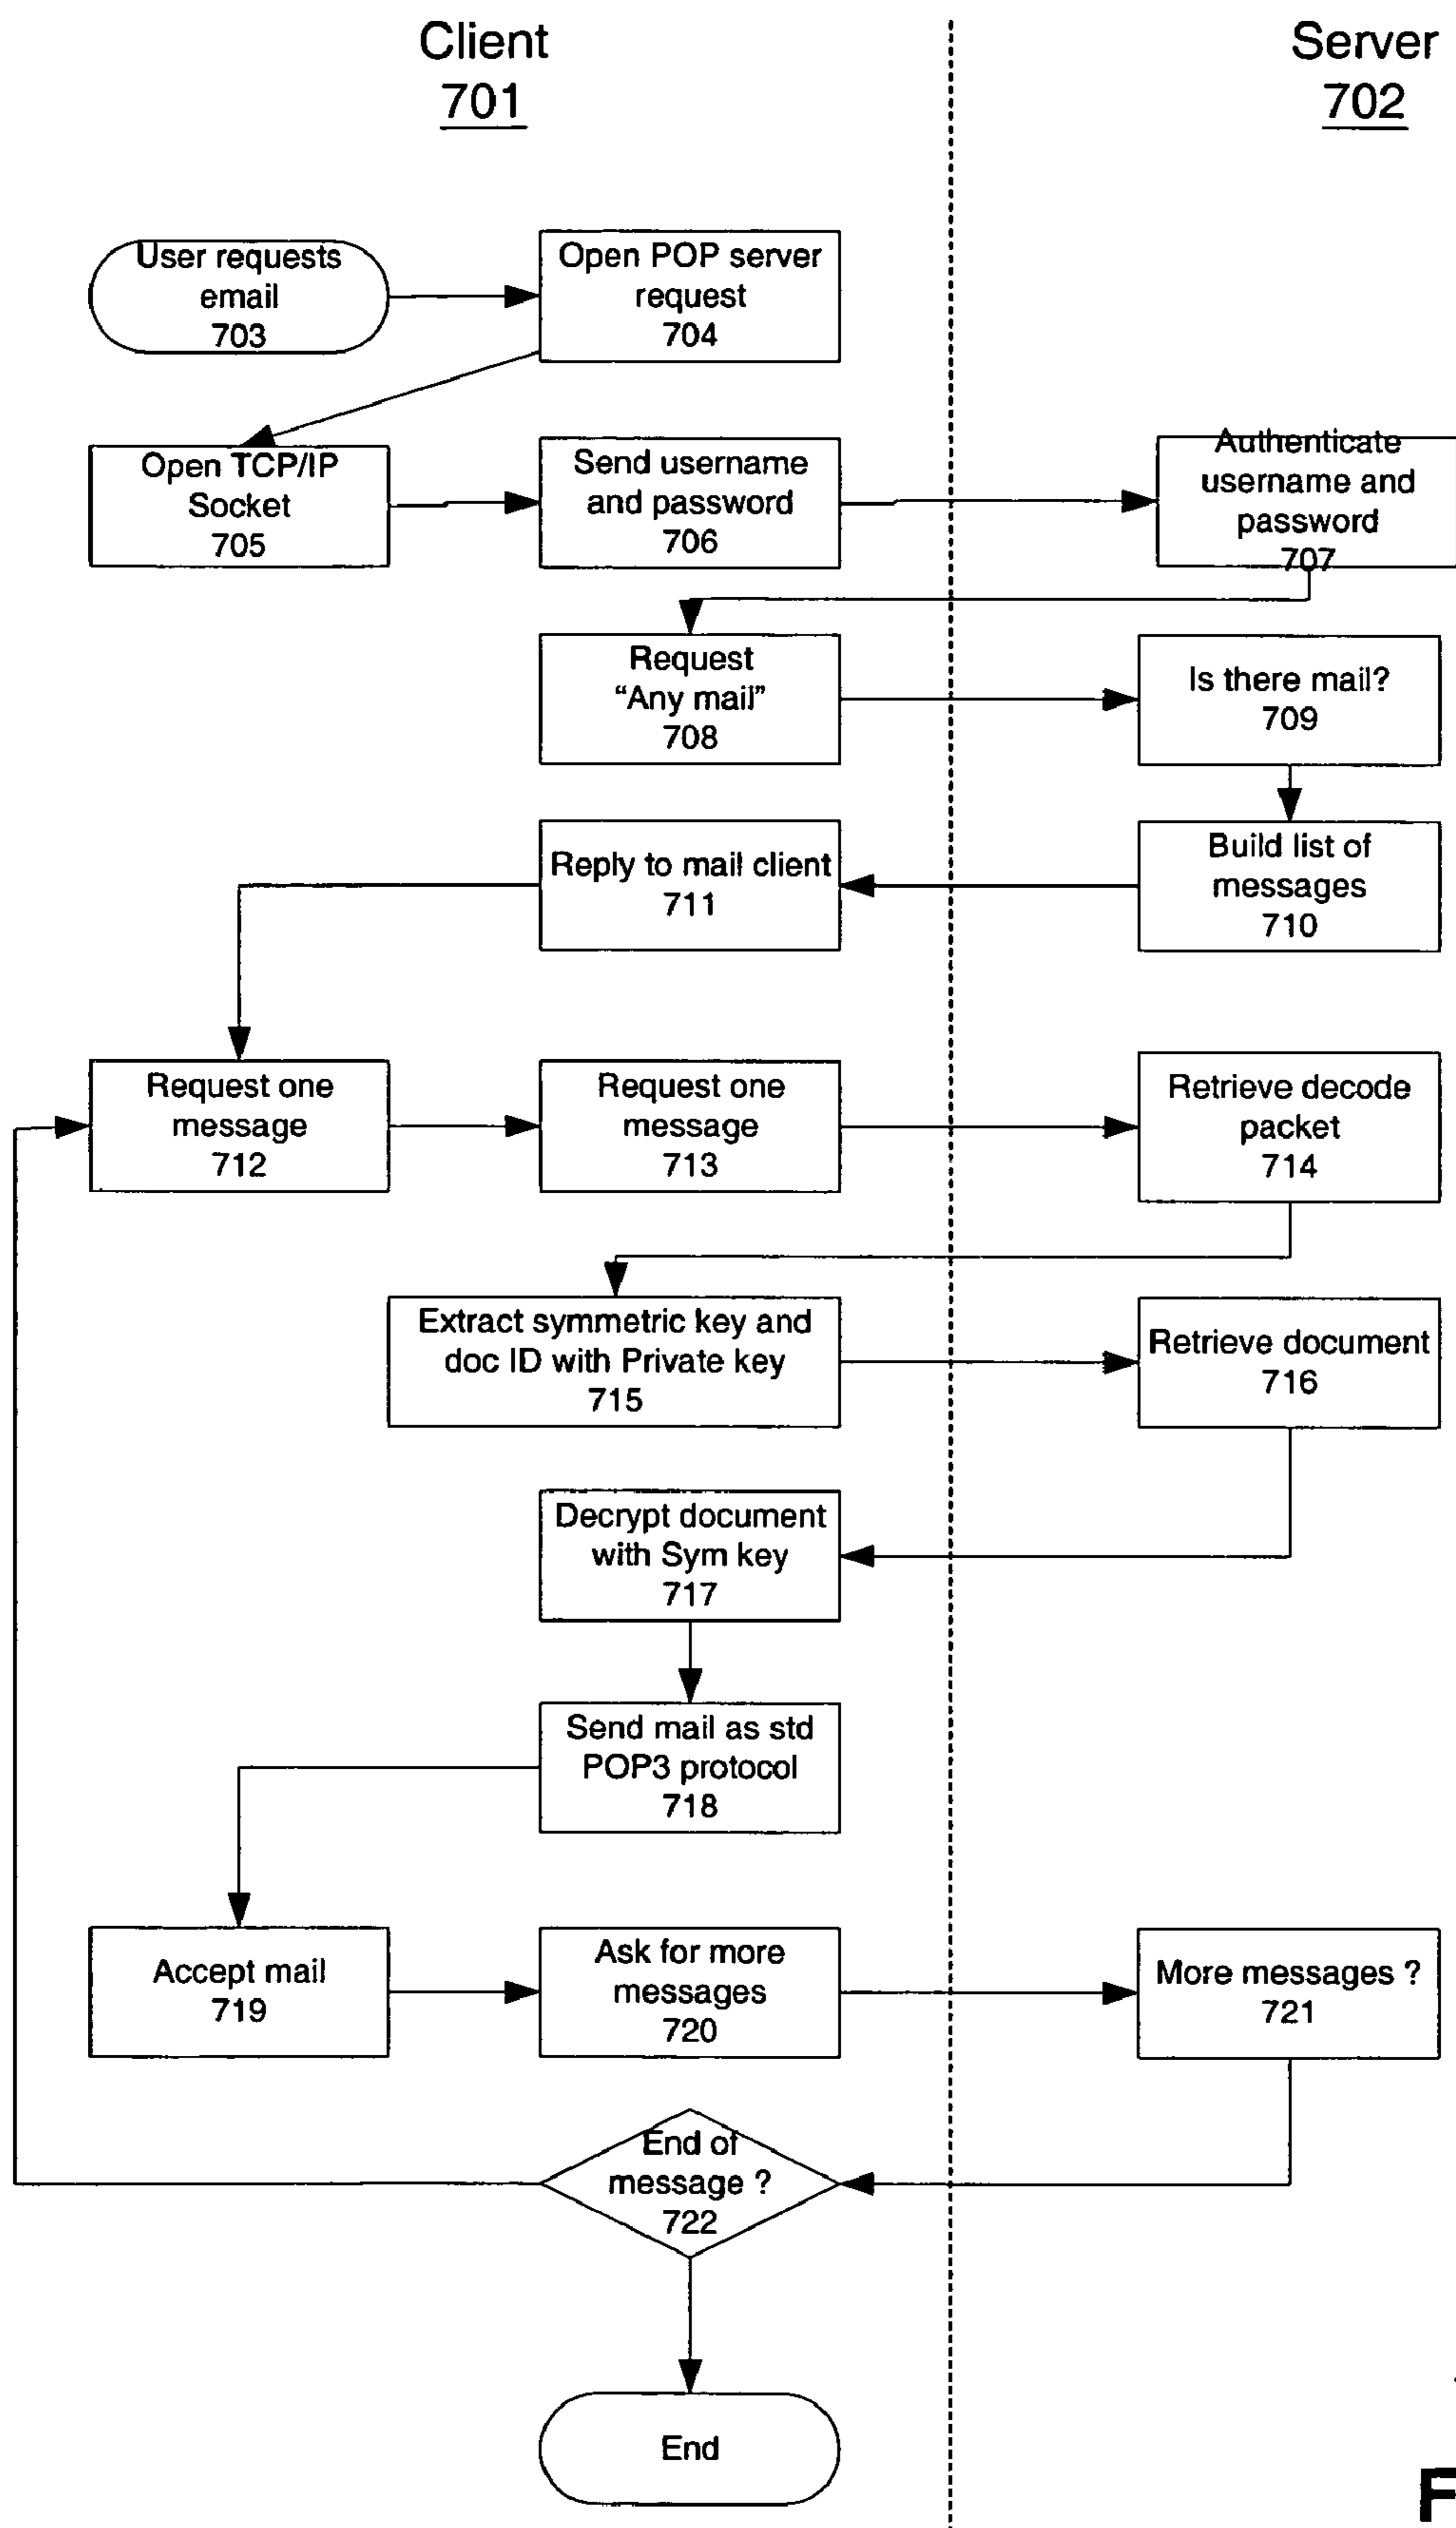 Client
701
Server
702
User requests
email
703
Open POP server
request
704
Open TCP/IP
Socket
705
Send username
and password
706
Authenticate
username and
password
707
Request
“Any mail”
708
Is there mail?
709
Reply to mail client
711
Build list of
messages
710
Request one
message
712
Request one
message
713
Retrieve decode
packet
714
Extract symmetric key and
doc ID with Private key
715
Retrieve document
716
Decrypt document
with Sym key
717
Send mail as std
POP3 protocol
718
Accept mail
719
Ask for more
messages
720
More messages ?
721
End of
message ?
722
End
F